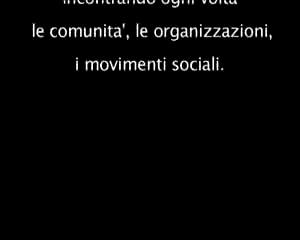 incontrando ogni volta
le comunita', le organizzazioni,
i movimenti sociali.